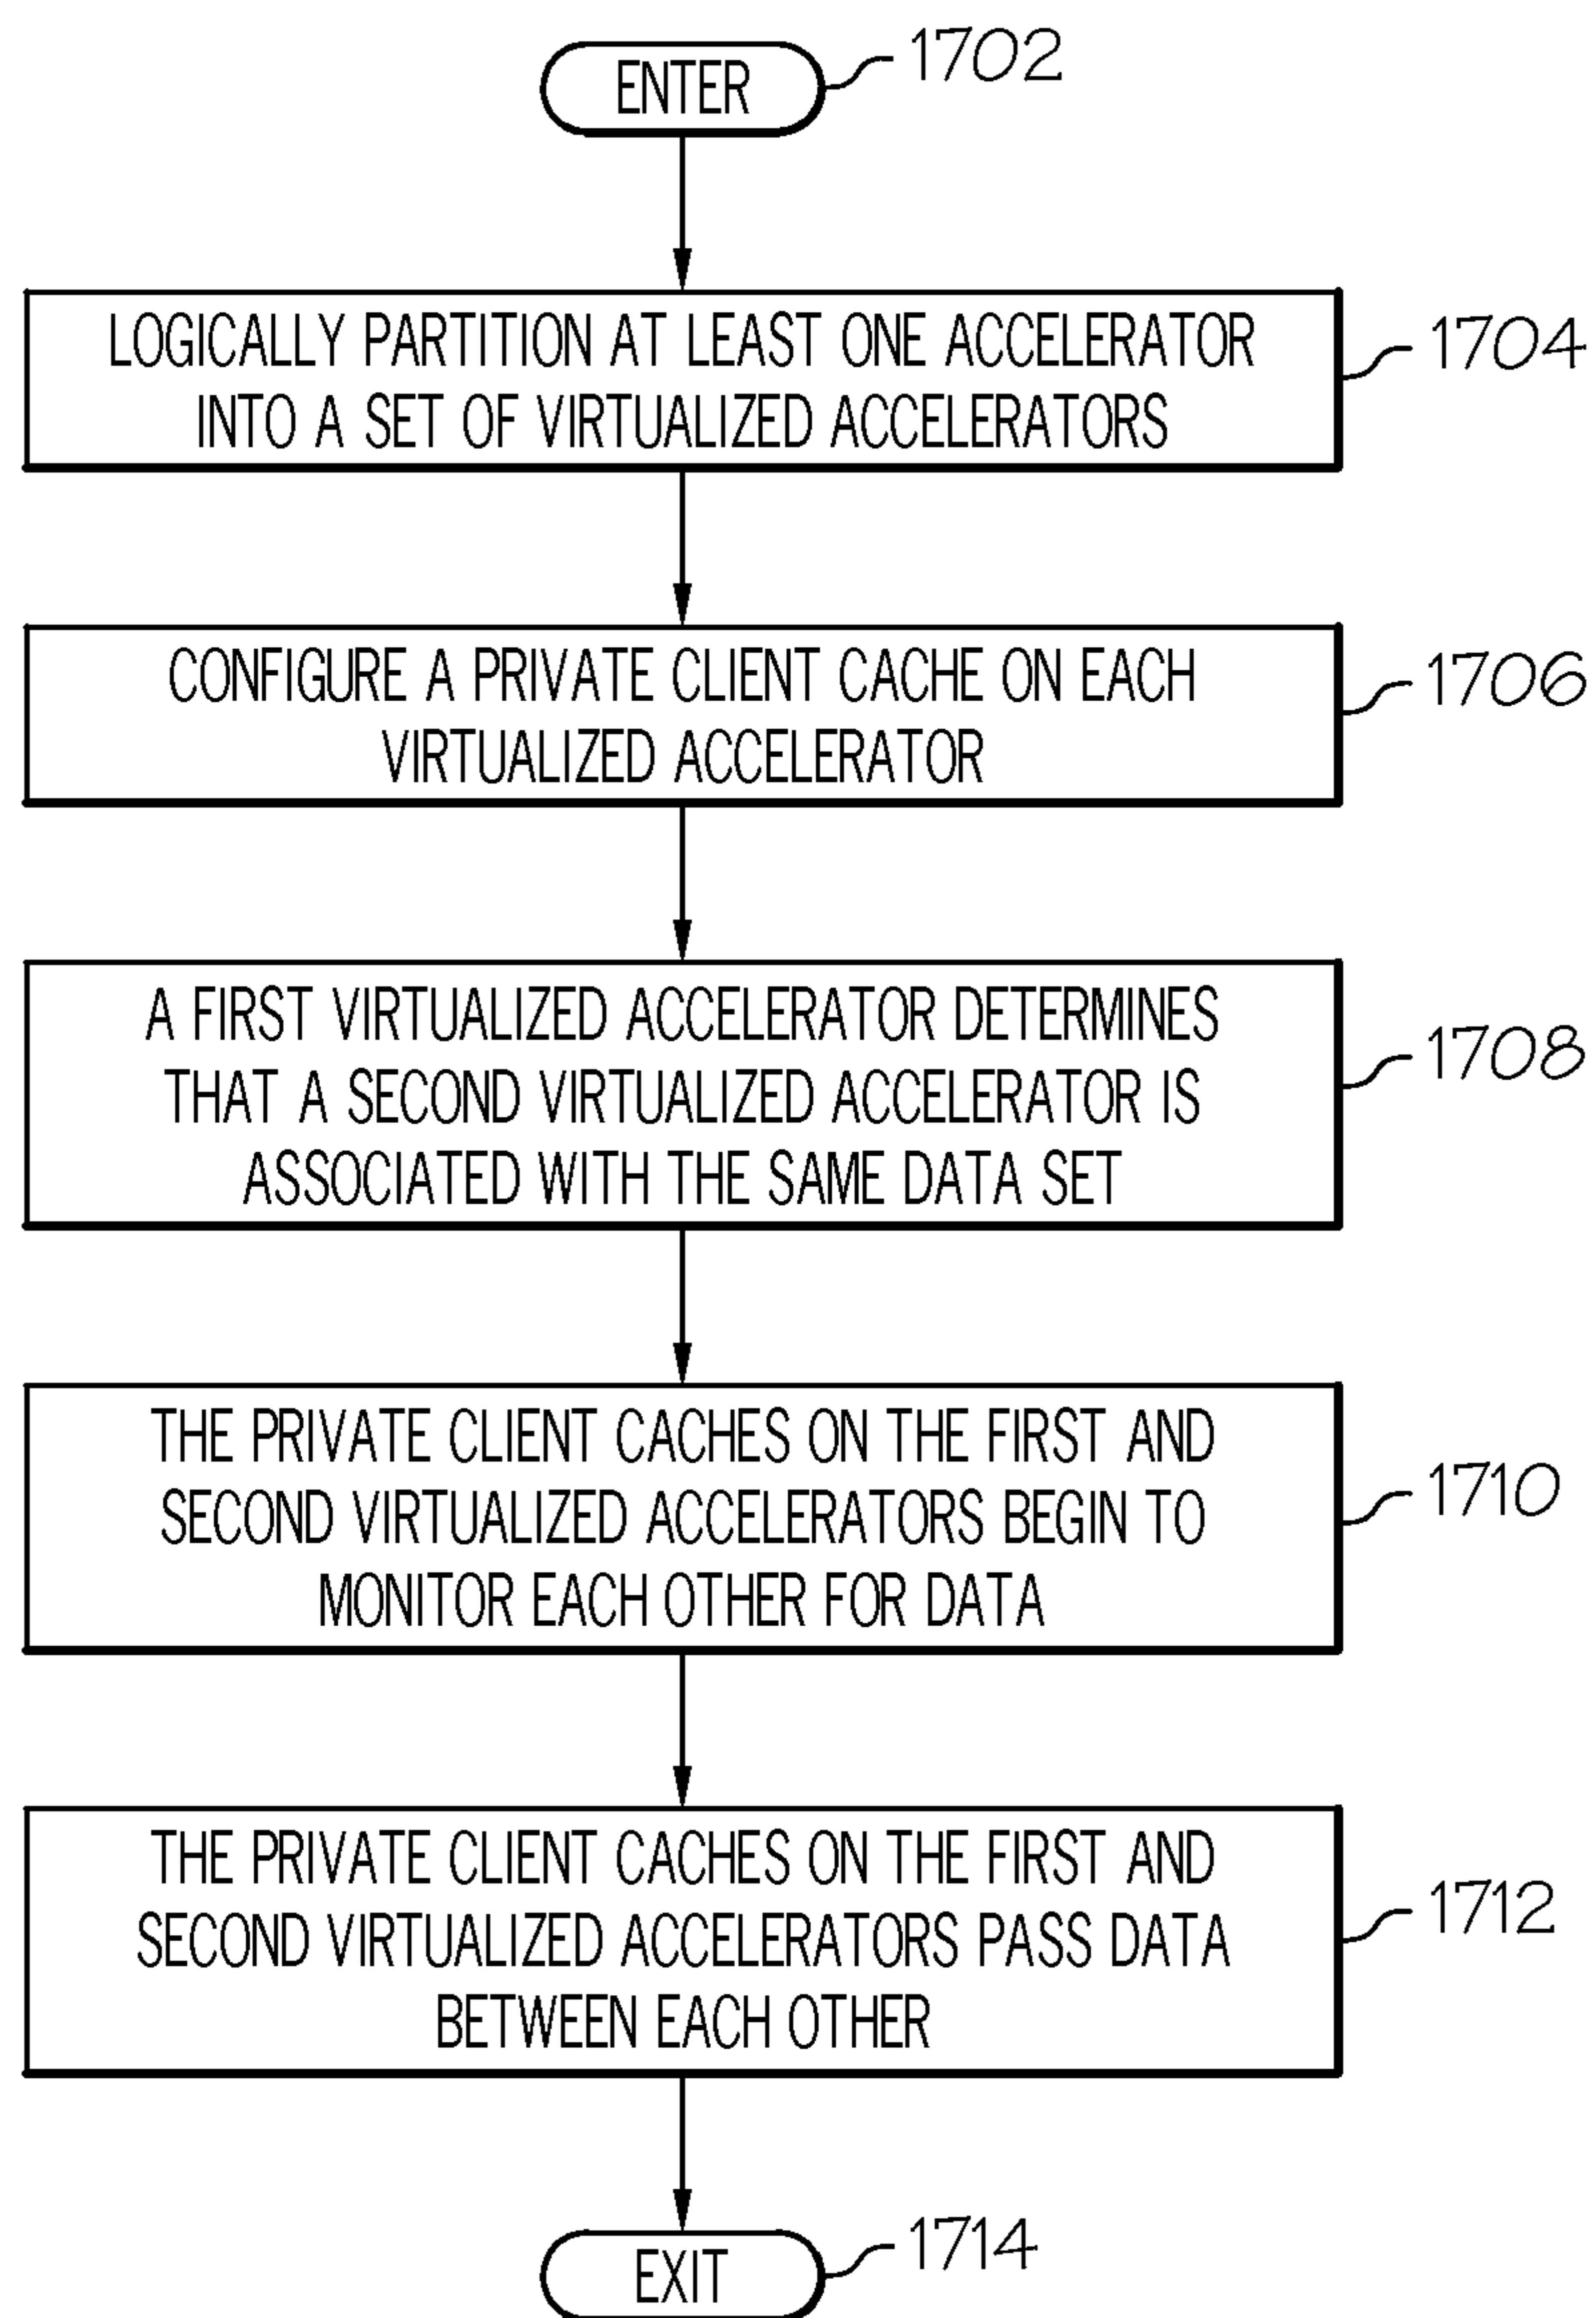 ENTER
1702
LOGICALLY PARTITION AT LEAST ONE ACCELERATOR
INTO A SET OF VIRTUALIZED ACCELERATORS
1704
CONFIGURE A PRIVATE CLIENT CACHE ON EACH
VIRTUALIZED ACCELERATOR
1706
A FIRST VIRTUALIZED ACCELERATOR DETERMINES
THAT A SECOND VIRTUALIZED ACCELERATOR IS
ASSOCIATED WITH THE SAME DATA SET
1708
THE PRIVATE CLIENT CACHES ON THE FIRST AND
SECOND VIRTUALIZED ACCELERATORS BEGIN TO
MONITOR EACH OTHER FOR DATA
1710
THE PRIVATE CLIENT CACHES ON THE FIRST AND
SECOND VIRTUALIZED ACCELERATORS PASS DATA
BETWEEN EACH OTHER
1712
EXIT
1714